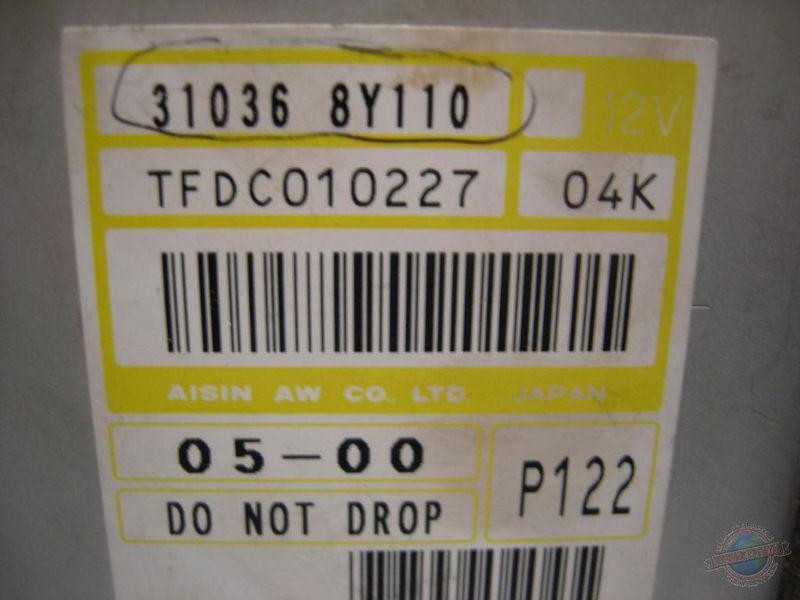 31036 8Y110
12V
TFDC010227
04K
AISIN AW CO., LTD. JAPAN
05-00
P122
DO NOT DROP